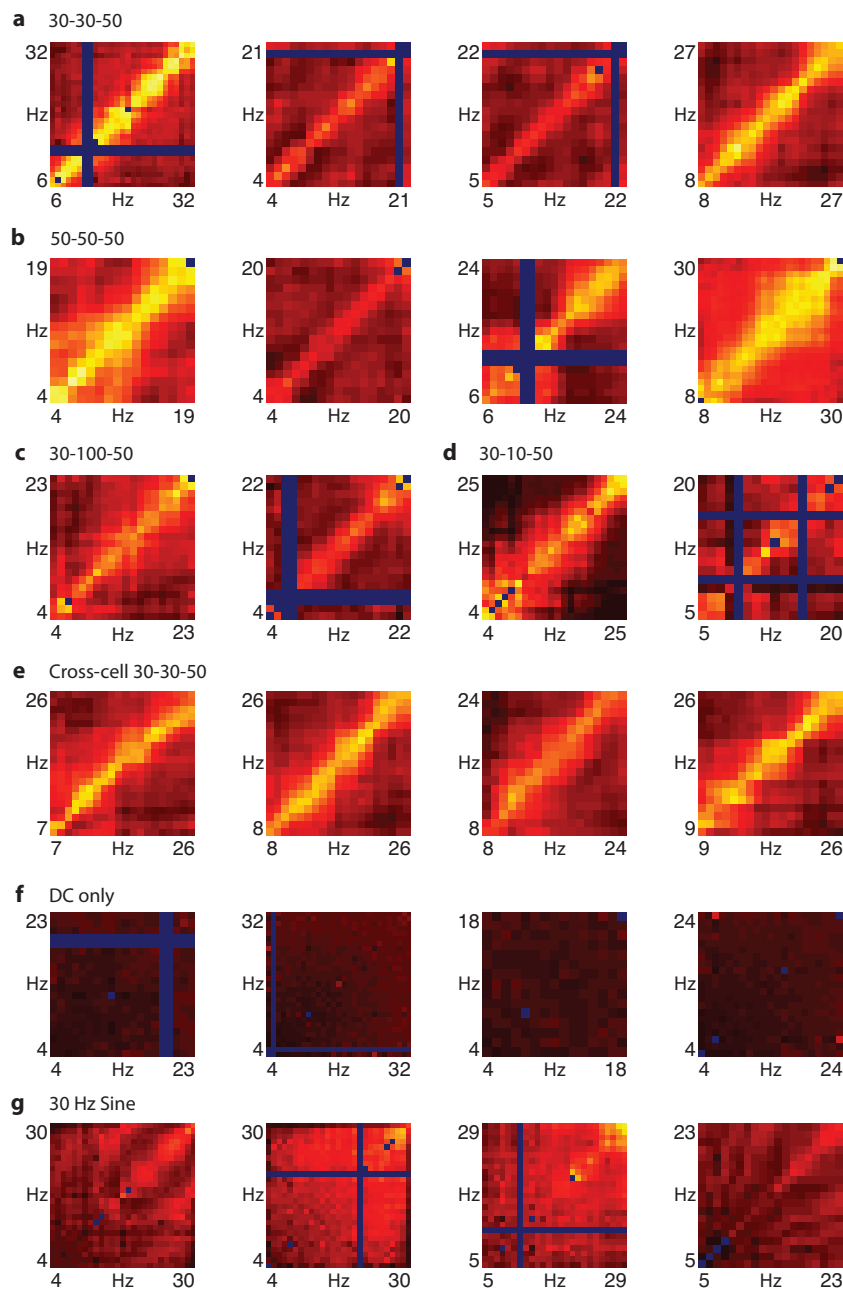 a 30-30-50
32 21 22 27
Hz Hz Hz Hz
6 4 5 8
6 Hz 32 4 Hz 21 5 Hz 22 8 Hz 27
b 50-50-50
19 20 24 30
Hz Hz Hz Hz
4 4 6 8
4 Hz 19 4 Hz 20 6 Hz 24 8 Hz 30
c 30-100-50 d 30-10-50
23 22 25 20
Hz Hz Hz Hz
4 4 4 5
4 Hz 23 4 Hz 22 4 Hz 25 5 Hz 20
e Cross-cell 30-30-50
26 26 24 26
Hz Hz Hz Hz
7 8 8 9
7 Hz 26 8 Hz 26 8 Hz 24 9 Hz 26
f DC only
23 32 18 24
Hz Hz Hz Hz
4 4 4 4
4 Hz 23 4 Hz 32 4 Hz 18 4 Hz 24
g 30 Hz Sine
30 30 29 23
Hz Hz Hz Hz
4 4 5 5
4 Hz 30 4 Hz 30 5 Hz 29 5 Hz 23